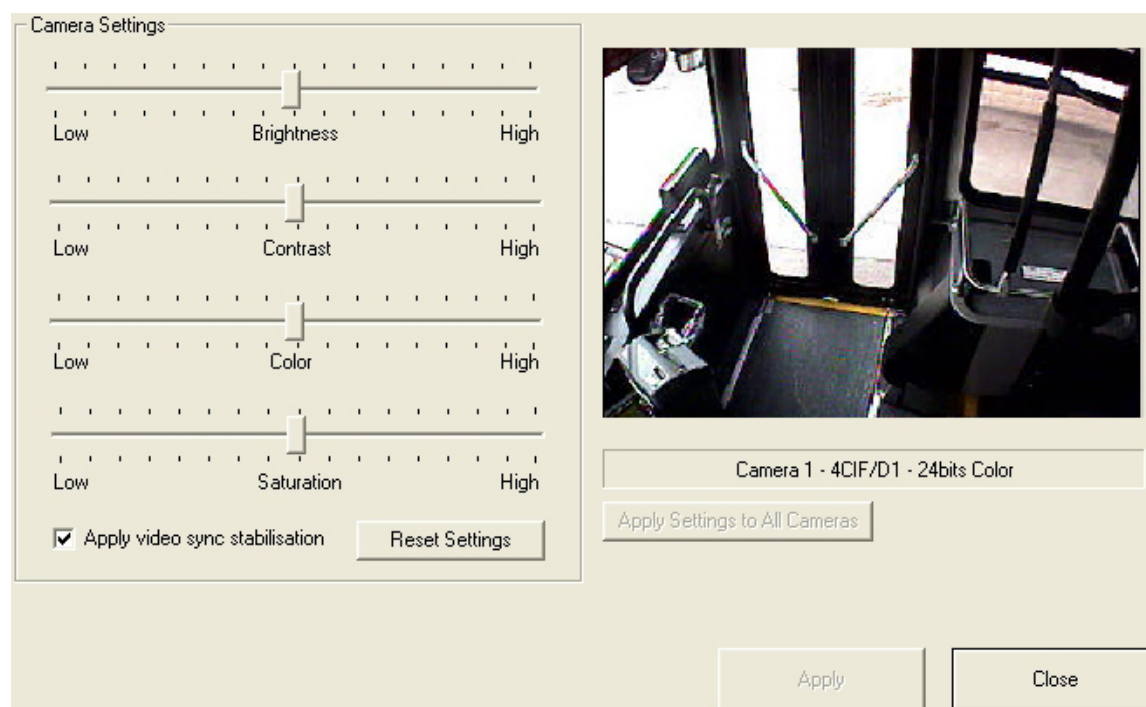 Camera Settings
Low Brightness High
Low Contrast High
Low Color High
Low Saturation High
Apply video sync stabilisation
Reset Settings
Camera 1 - 4CIF/D1 - 24bits Color
Apply Settings to All Cameras
Apply
Close